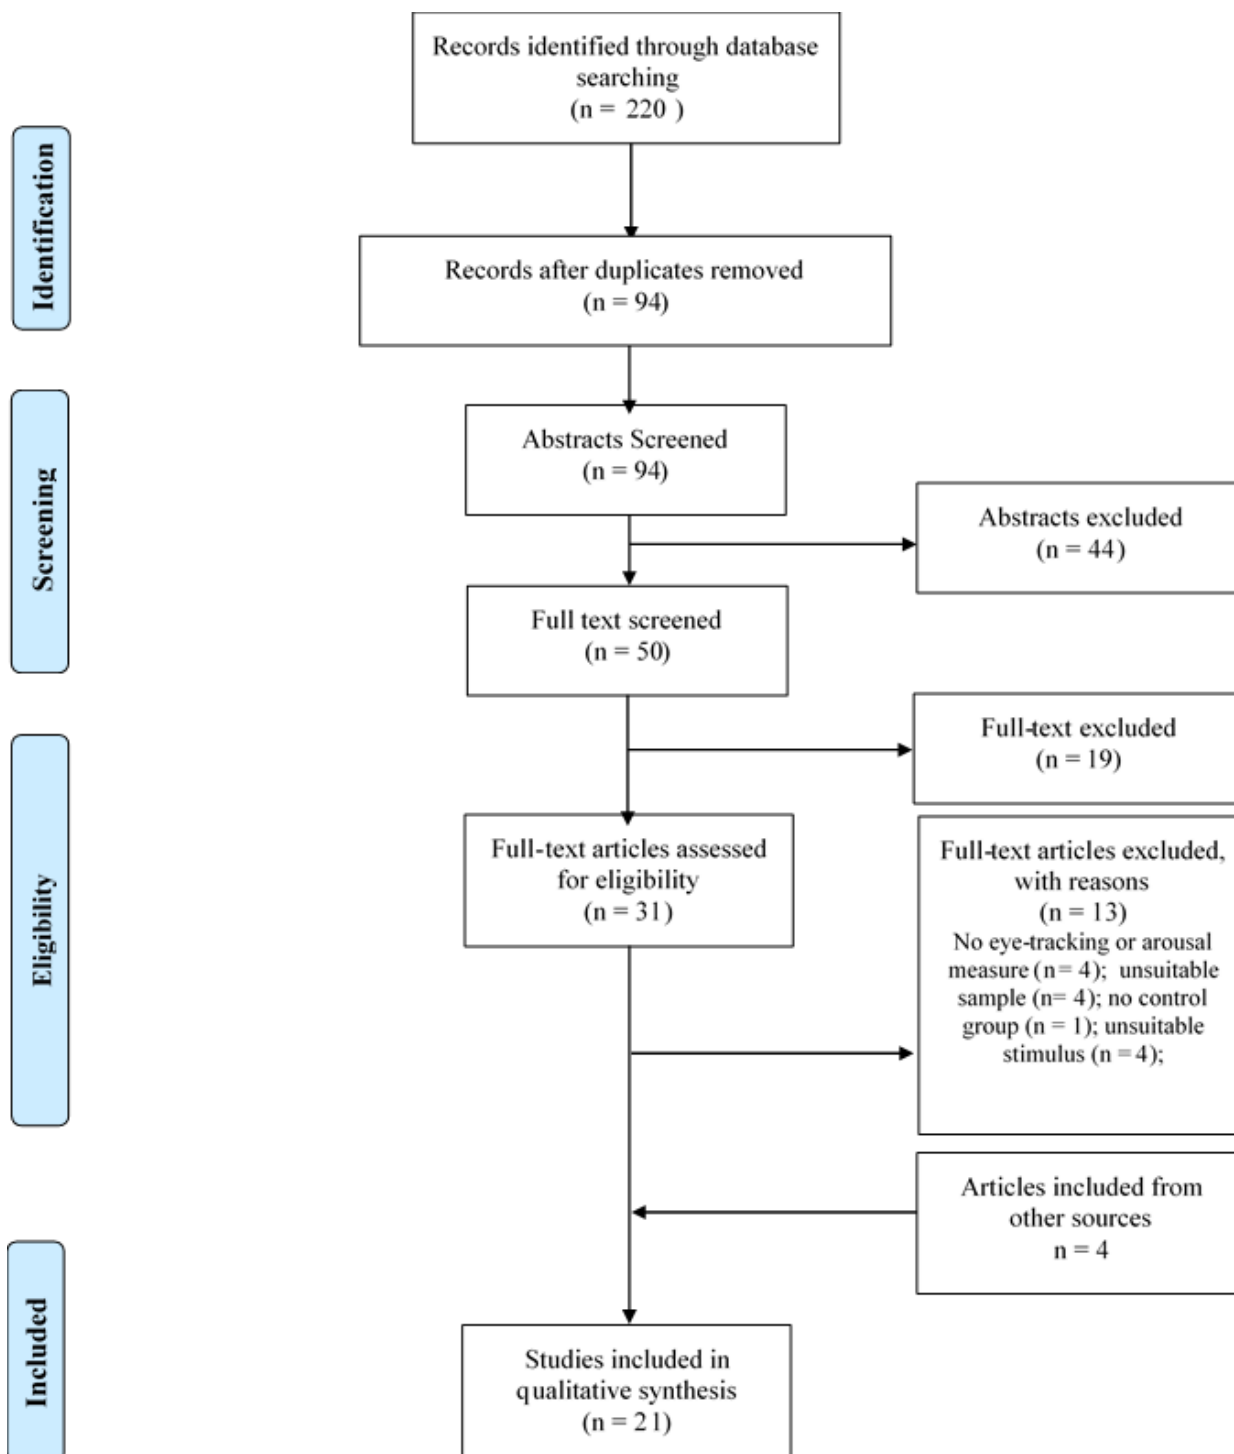 Records identified through database
searching
(n = 220 )
Identification
Records after duplicates removed
(n = 94)
Screening
Abstracts Screened
(n = 94)
Abstracts excluded
(n = 44)
Full text screened
(n = 50)
Eligibility
Full-text excluded
(n = 19)
Full-text articles assessed
for eligibility
(n = 31)
Full-text articles excluded,
with reasons
(n = 13)
No eye-tracking or arousal
measure (n= 4); unsuitable
sample (n= 4); no control
group (n = 1); unsuitable
stimulus (n = 4);
Articles included from
other sources
n = 4
Included
Studies included in
qualitative synthesis
(n = 21)